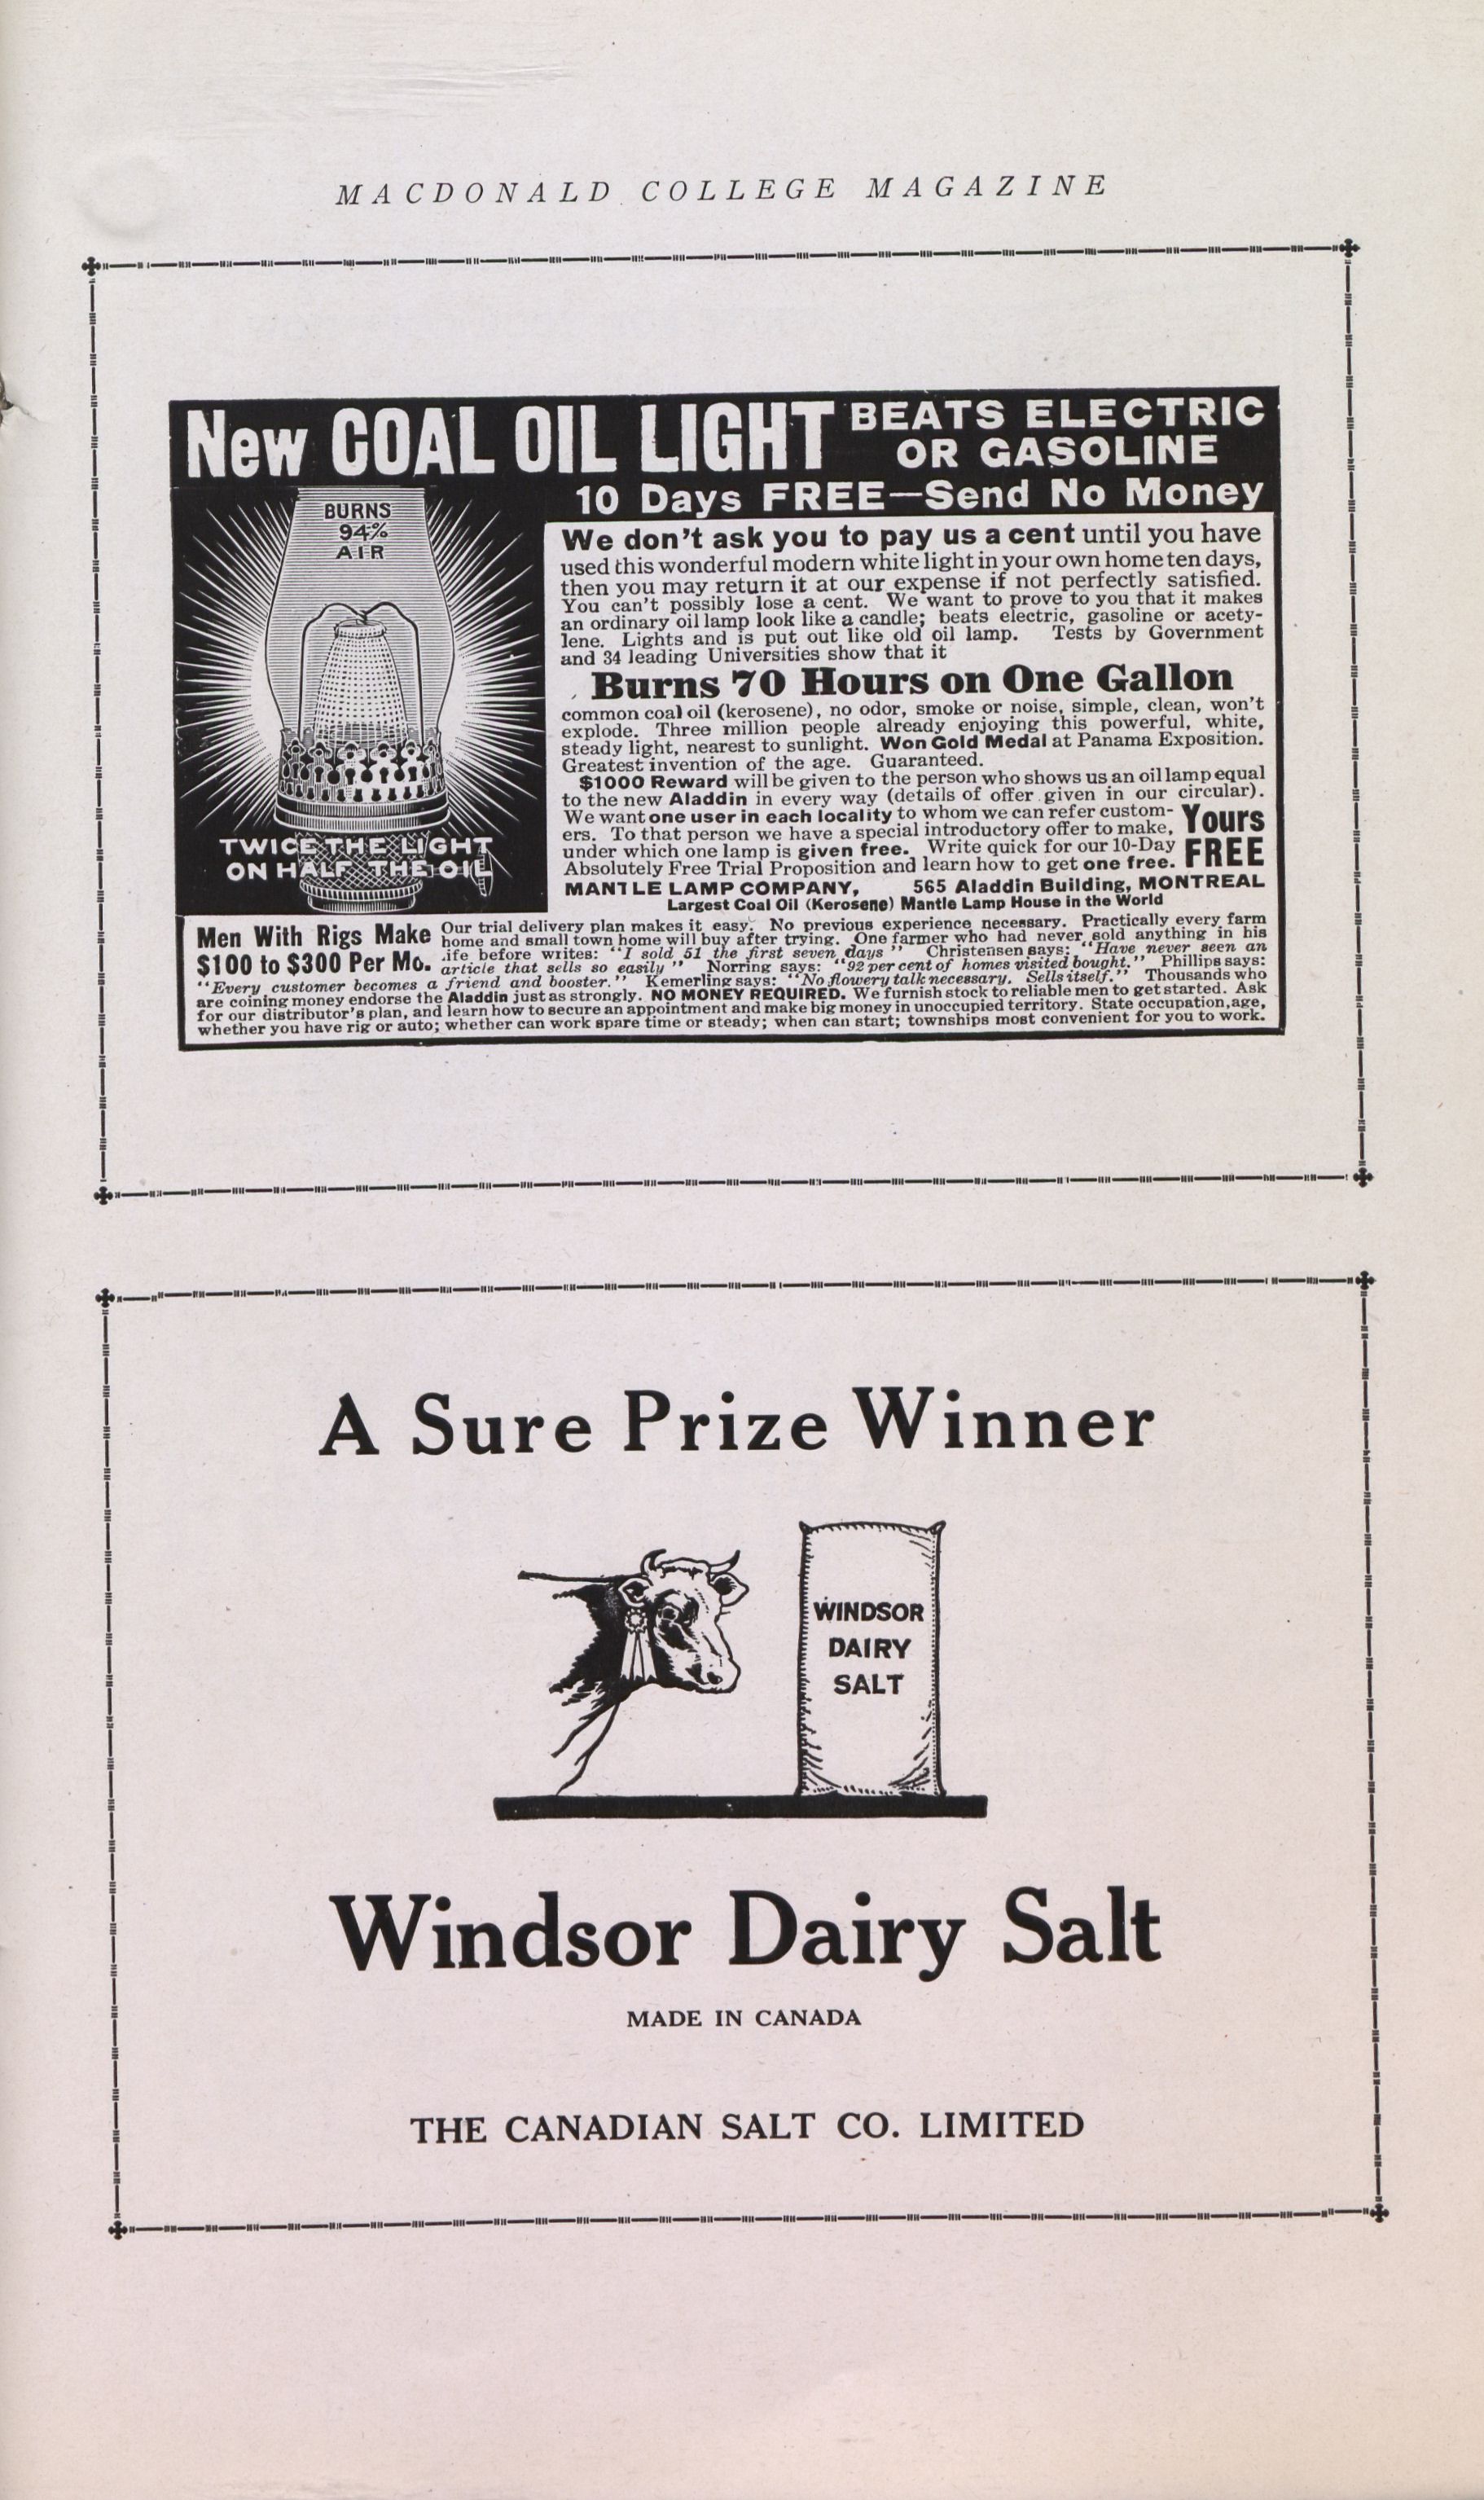 MACDONALD COLLEGE MAGAZINE
New COAL OIL LIGHT BEATS ELECTRIC
OR GASOLINE
10 Days FREE—Send No Money
BURNS
94%
AIR
TWICE THE LIGHT
ON HALF THE OIL
We don't ask you to pay us a cent until you have
used this wonderful modern white light in your own home ten days,
then you may return it at our expense if not perfectly satisfied.
You can't possibly lose a cent. We want to prove to you that it makes
an ordinary oil lamp look like a candle; beats electric, gasoline or acety-
lene. Lights and is put out like old oil lamp. Tests by Government
and 34 leading Universities show that it
Burns 70 Hours on One Gallon
common coal oil (kerosene), no odor, smoke or noise, simple, clean, won't
explode. Three million people already enjoying this powerful, white,
steady light, nearest to sunlight. Won Gold Medal at Panama Exposition.
Greatest invention of the age. Guaranteed.
$1000 Reward will be given to the person who shows us an oil lamp equal
to the new Aladdin in every way (details of offer given in our circular).
We want one user in each locality to whom we can refer custom-
ers. To that person we have a special introductory offer to make,
under which one lamp is given free. Write quick for our 10-Day
Absolutely Free Trial Proposition and learn how to get one free.
Yours
FREE
MANTLE LAMP COMPANY, 565 Aladdin Building, MONTREAL
Largest Coal Oil (Kerosene) Mantle Lamp House in the World
Men With Rigs Make
$100 to $300 Per Mo.
Our trial delivery plan makes it easy. No previous experience necessary. Practically every farm
home and small town home will buy after trying. One farmer who had never sold anything in his
life before writes: "I sold 51 the first seven days" Christensen says: "Have never seen an
article that sells so easily" Norring says: "92 per cent of homes visited bought." Phillips says:
"Every customer becomes a friend and booster." Kemerling says: "No flowery talk necessary. Sells itself." Thousands who
are coining money endorse the Aladdin just as strongly. NO MONEY REQUIRED. We furnish stock to reliable men to get started. Ask
for our distributor's plan, and learn how to secure an appointment and make big money in unoccupied territory. State occupation, age,
whether you have rig or auto; whether can work spare time or steady; when can start; townships most convenient for you to work.
A Sure Prize Winner
WINDSOR
DAIRY
SALT
Windsor Dairy Salt
MADE IN CANADA
THE CANADIAN SALT CO. LIMITED